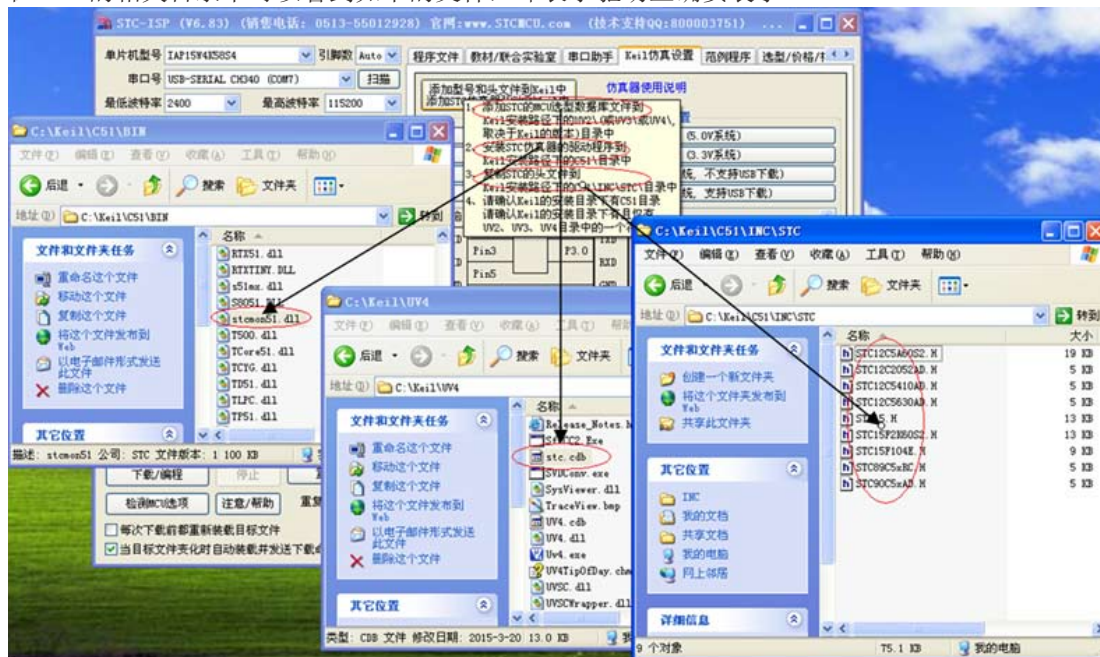 STC-ISP (V6.83) (销售电话: 0513-55012928) 官网:www.STCMCU.com (技术支持QQ:800003751) ...
单片机型号 IAP15W4K58S4 引脚数 Auto
串口号 USB-SERIAL CH340 (COM7) 扫描
最低波特率 2400 最高波特率 115200
程序文件 教材/联合实验室 串口助手 Keil仿真设置 范例程序 选型/价格/
添加型号和头文件到Keil中
仿真器使用说明
1、添加STC的MCU选型数据库文件到
Keil安装路径下的UV2\(或UV3\或UV4\,
取决于Keil的版本)目录中
2、安装STC仿真器的驱动程序到
Keil安装路径下的C51\目录中
3、复制STC的头文件到
Keil安装路径下的C51\INC\STC\目录中
4、请确认Keil的安装目录下有C51目录
请确认Keil的安装目录下有且仅有
UV2、UV3、UV4目录中的一个
(5.0V系统)
(3.3V系统)
统, 不支持USB下载)
统, 支持USB下载)
Pin3 P3.0
RXD
Pin5
C:\Keil\C51\BIN
文件(F) 编辑(E) 查看(V) 收藏(A) 工具(T) 帮助(H)
后退 搜索 文件夹
地址(D) C:\Keil\C51\BIN 转到
文件和文件夹任务
重命名这个文件
移动这个文件
复制这个文件
将这个文件发布到
Web
以电子邮件形式发送
此文件
删除这个文件
其它位置
名称
RTX51.dll
RTXTINY.DLL
s51mx.dll
S8051.DLL
stcmon51.dll
T500.dll
TCore51.dll
TCTG.dll
TD51.dll
TLPC.dll
TP51.dll
描述: stcmon51 公司: STC 文件版本: 1 100 KB
下载/编程 停止
检测MCU选项 注意/帮助
每次下载前都重新装载目标文件
当目标文件变化时自动装载并发送下载命
C:\Keil\UV4
文件(F) 编辑(E) 查看(V) 收藏(A) 工具(T) 帮助
后退 搜索 文件夹
地址(D) C:\Keil\UV4
文件和文件夹任务
重命名这个文件
移动这个文件
复制这个文件
将这个文件发布到
Web
以电子邮件形式发送
此文件
删除这个文件
其它位置
名称
Release_Notes.h
stc.cdb
SVDConv.exe
SysViewer.dll
TraceView.bmp
UV4.cdb
UV4.dll
Uv4.exe
UV4TipOfDay.chm
UVSC.dll
UVSCWrapper.dll
类型: CDB 文件 修改日期: 2015-3-20 13.0 KB
C:\Keil\C51\INC\STC
文件(F) 编辑(E) 查看(V) 收藏(A) 工具(T) 帮助(H)
后退 搜索 文件夹
地址(D) C:\Keil\C51\INC\STC 转到
文件和文件夹任务
创建一个新文件夹
将这个文件夹发布到
Web
共享此文件夹
其它位置
INC
我的文档
共享文档
我的电脑
网上邻居
详细信息
名称 大小
STC12C5A60S2.H 19 KB
STC12C2052AD.H 5 KB
STC12C5410AD.H 5 KB
STC12C5630AD.H 5 KB
13 KB
STC15F2K60S2.H 13 KB
STC15F104E.H 9 KB
STC89C5xRC.H 5 KB
STC90C5xAD.H 5 KB
9 个对象 75.1 KB 我的电脑